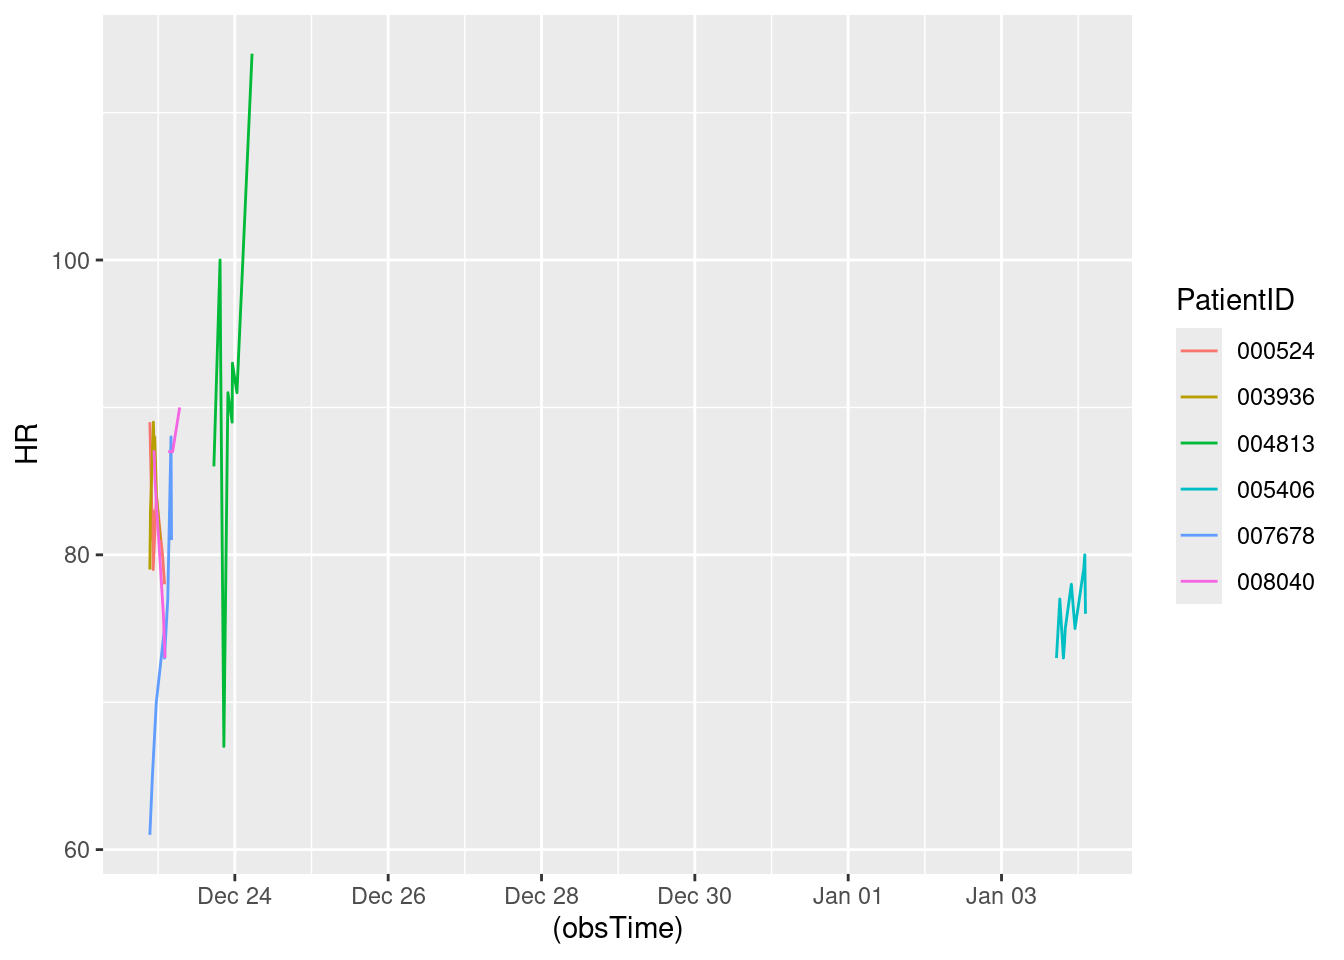 HR
100
80
60
Dec 24
Dec 26
Dec 28
Dec 30
Jan 01
Jan 03
(obsTime)
PatientID
000524
003936
004813
005406
007678
008040